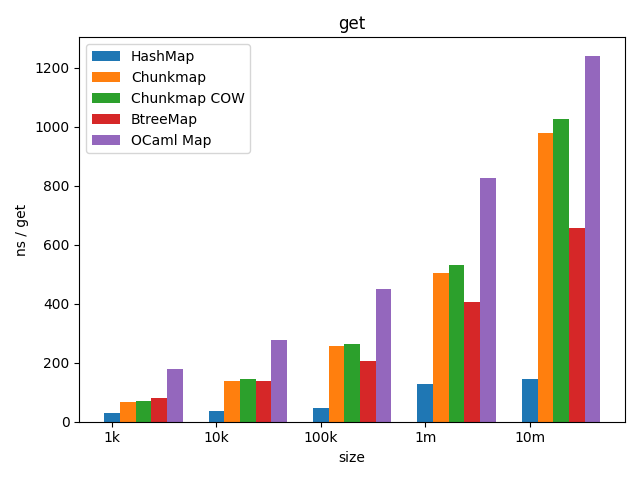 get
HashMap
Chunkmap
Chunkmap COW
BtreeMap
OCaml Map
1200
1000
800
600
400
200
0
ns / get
1k 10k 100k 1m 10m
size